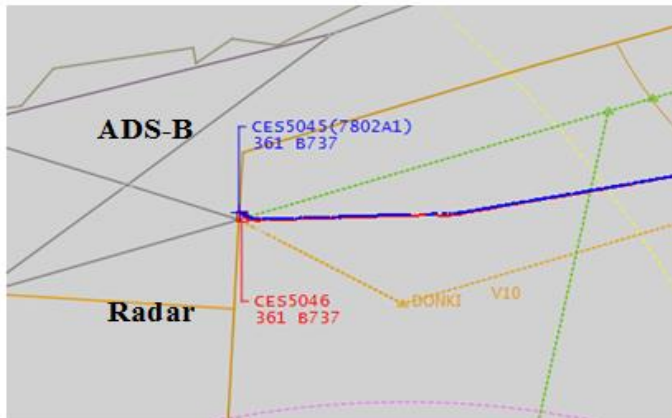 ADS-B
CES5045(7802A1)
361 B737
CES5046
361 B737
Radar
DONKI
V10